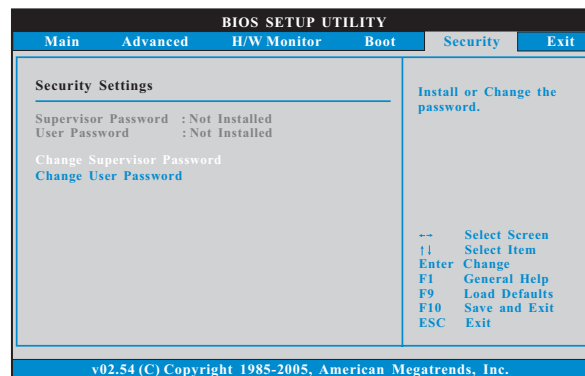 BIOS SETUP UTILITY
Main Advanced H/W Monitor Boot Security Exit
Security Settings
Supervisor Password : Not Installed
User Password : Not Installed
Change Supervisor Password
Change User Password
Install or Change the
password.
←→ Select Screen
↑↓ Select Item
Enter Change
F1 General Help
F9 Load Defaults
F10 Save and Exit
ESC Exit
v02.54 (C) Copyright 1985-2005, American Megatrends, Inc.